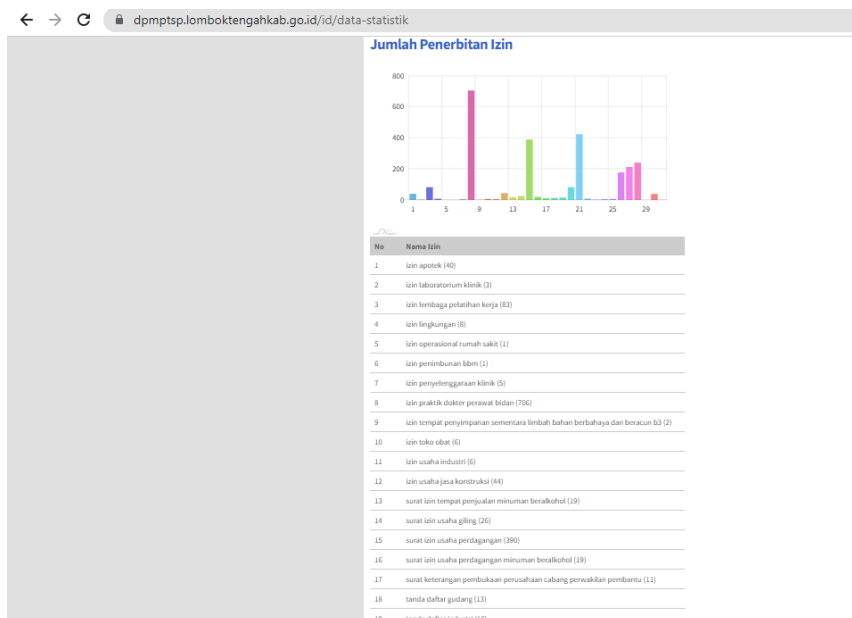 dpmptsp.lomboktengahkab.go.id/id/data-statistik
Jumlah Penerbitan Izin
800
600
400
200
0
1 5 9 13 17 21 25 29
No Nama Izin
1 izin apotek (40)
2 izin laboratorium klinik (3)
3 izin lembaga pelatihan kerja (83)
4 izin lingkungan (8)
5 izin operasional rumah sakit (1)
6 izin penimbunan bbm (1)
7 izin penyelenggaraan klinik (5)
8 izin praktik dokter perawat bidan (706)
9 izin tempat penyimpanan sementara limbah bahan berbahaya dan beracun b3 (2)
10 izin toko obat (6)
11 izin usaha industri (6)
12 izin usaha jasa konstruksi (44)
13 surat izin tempat penjualan minuman beralkohol (19)
14 surat izin usaha giling (26)
15 surat izin usaha perdagangan (390)
16 surat izin usaha perdagangan minuman beralkohol (19)
17 surat keterangan pembukaan perusahaan cabang perwakilan pembantu (11)
18 tanda daftar gudang (13)